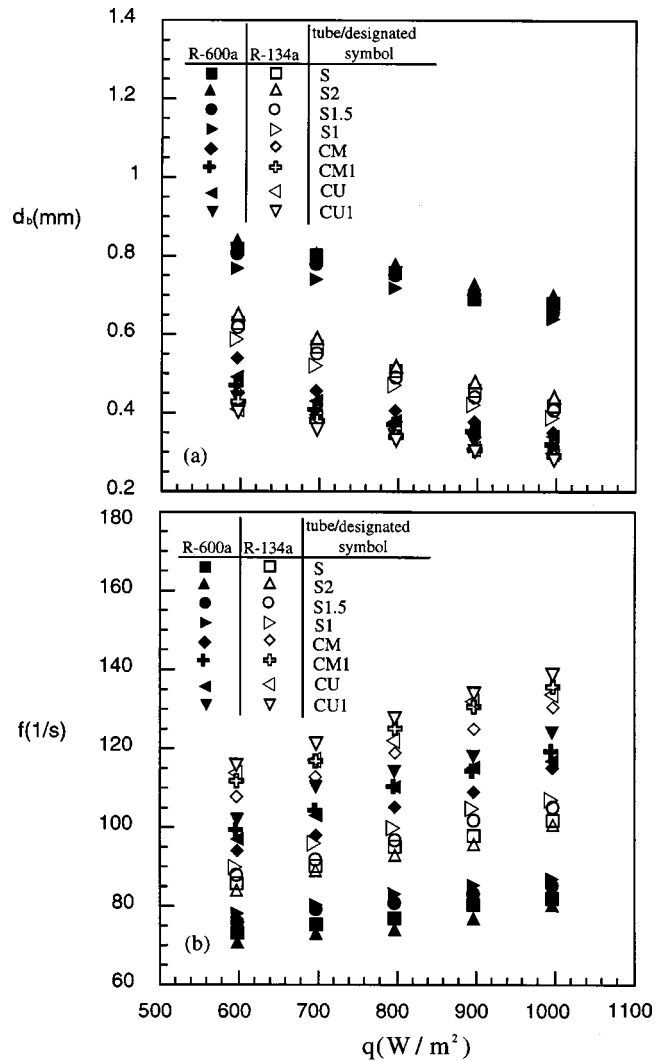 1.4
1.2
1
0.8
0.6
0.4
0.2
d_b(mm)
R-600a R-134a tube/designated symbol
S
S2
S1.5
S1
CM
CM1
CU
CU1
(a)
180
160
140
120
100
80
60
f(1/s)
R-600a R-134a tube/designated symbol
S
S2
S1.5
S1
CM
CM1
CU
CU1
(b)
500 600 700 800 900 1000 1100
q(W / m²)